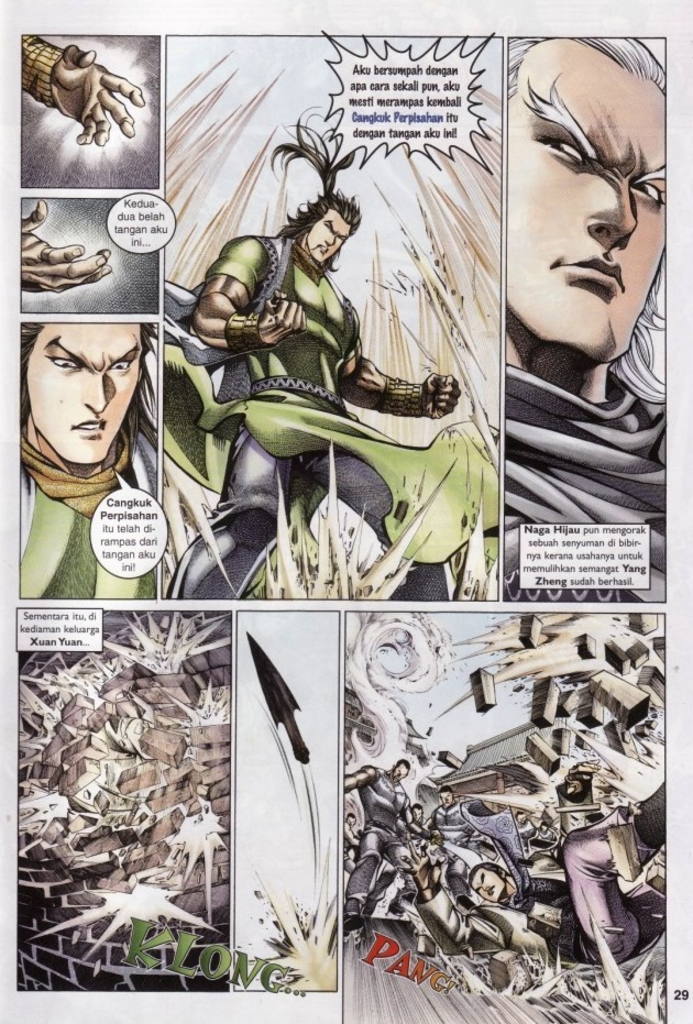 Kedua-
dua belah
tangan
ini...
Cangkuk
Perpisahan
itu telah di-
rampas dari
tangan aku
ini!
Aku bersumpah dengan
apa cara sekali pun, aku
mesti merampas kembali
Cangkuk Perpisahan itu
dengan tangan aku ini!
Naga Hijau pun mengorak
sebuah senyuman di bibir-
nya kerana usahanya untuk
memulihkan semangat Yang
Zheng sudah berhasil.
Sementara itu, di
kediaman keluarga
Xuan Yuan...
KLONG...
PANG!
29